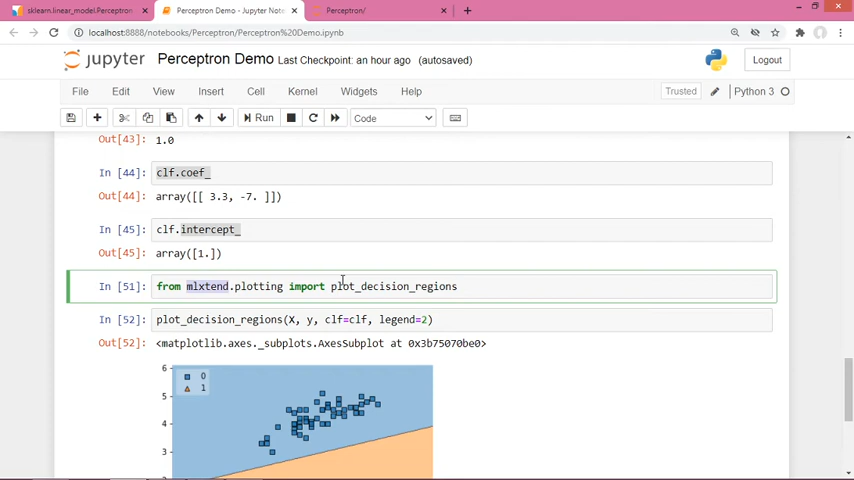 sklearn.linear_model.Perceptron
Perceptron Demo - Jupyter Not
Perceptron/
localhost:8888/notebooks/Perceptron/Perceptron%20Demo.ipynb
jupyter Perceptron Demo Last Checkpoint: an hour ago (autosaved)
Logout
File Edit View Insert Cell Kernel Widgets Help
Trusted Python 3
Run Code
Out[43]: 1.0
In [44]: clf.coef_
Out[44]: array([[ 3.3, -7. ]])
In [45]: clf.intercept_
Out[45]: array([1.])
In [51]: from mlxtend.plotting import plot_decision_regions
In [52]: plot_decision_regions(X, y, clf=clf, legend=2)
Out[52]: <matplotlib.axes._subplots.AxesSubplot at 0x3b75070be0>
6
0
1
5
4
3
2